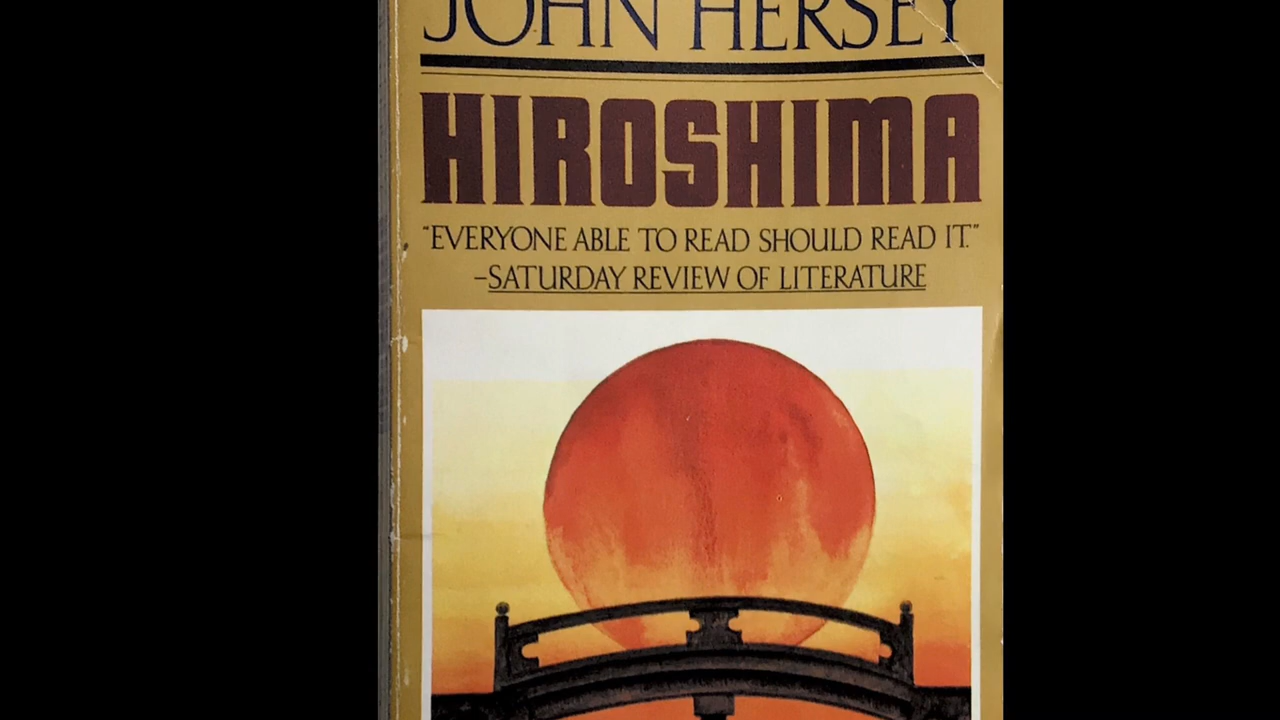 JOHN HERSEY
HIROSHIMA
"EVERYONE ABLE TO READ SHOULD READ IT."
–SATURDAY REVIEW OF LITERATURE